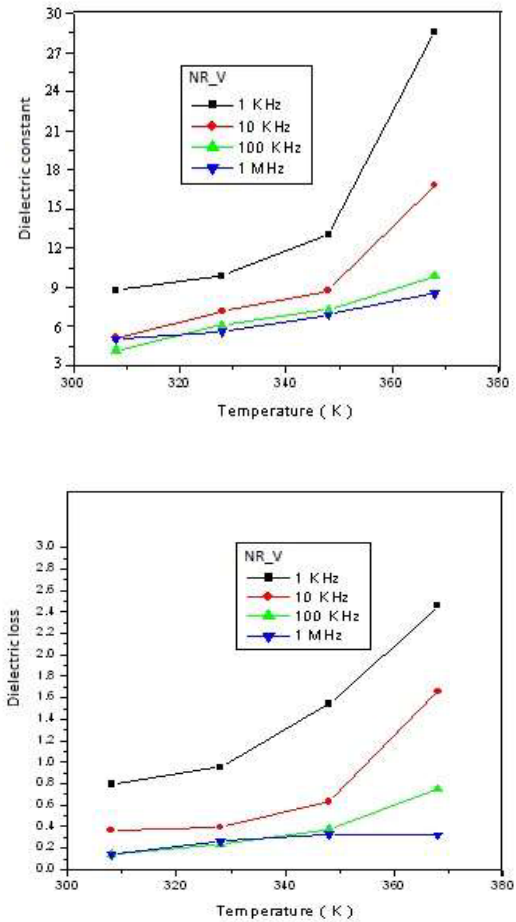 30
27
24
21
18
15
12
9
6
3
Dielectric constant
NR_V
1 KHz
10 KHz
100 KHz
1 MHz
300 320 340 360 380
Temperature ( K )
3.0
2.8
2.6
2.4
2.2
2.0
1.8
1.6
1.4
1.2
1.0
0.8
0.6
0.4
0.2
0.0
Dielectric loss
NR_V
1 KHz
10 KHz
100 KHz
1 MHz
300 320 340 360 380
Temperature ( K )